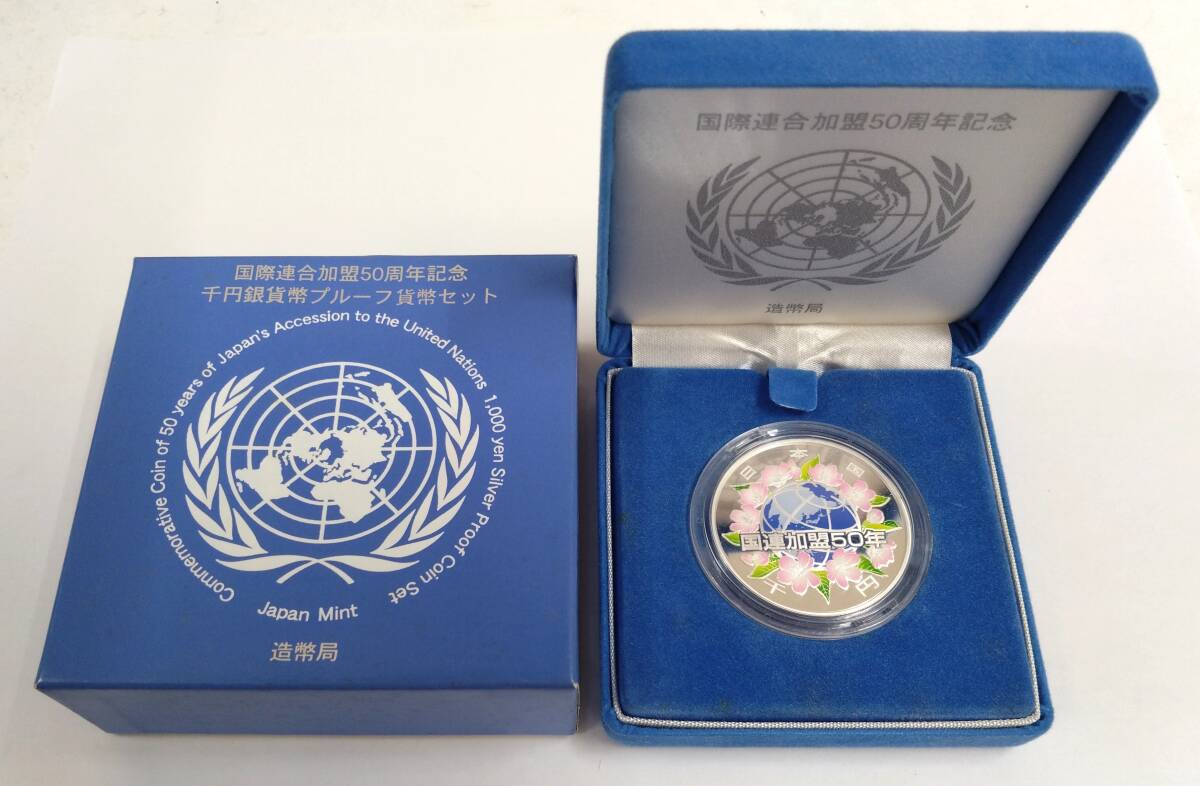 国際連合加盟50周年記念
千円銀貨幣プルーフ貨幣セット
Commemorative Coin of 50 years of Japan's Accession to the United Nations 1,000 yen Silver Proof Coin Set
Japan Mint
造幣局
国際連合加盟50周年記念
造幣局
日本国
国連加盟50年
千円